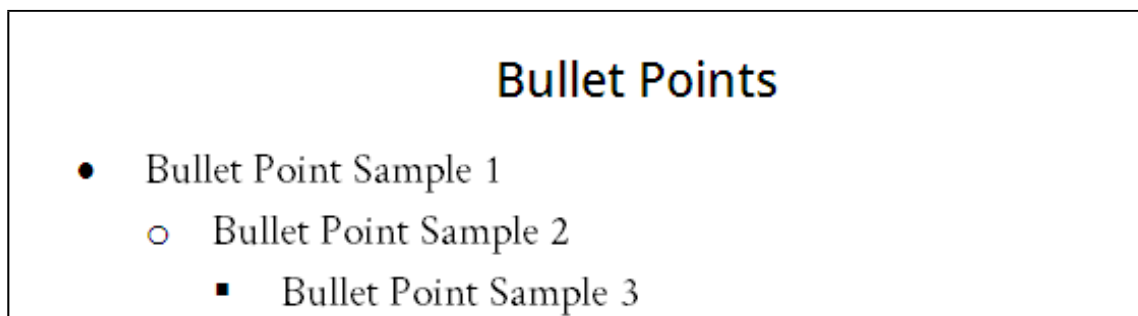 Bullet Points
● Bullet Point Sample 1
○ Bullet Point Sample 2
▪ Bullet Point Sample 3